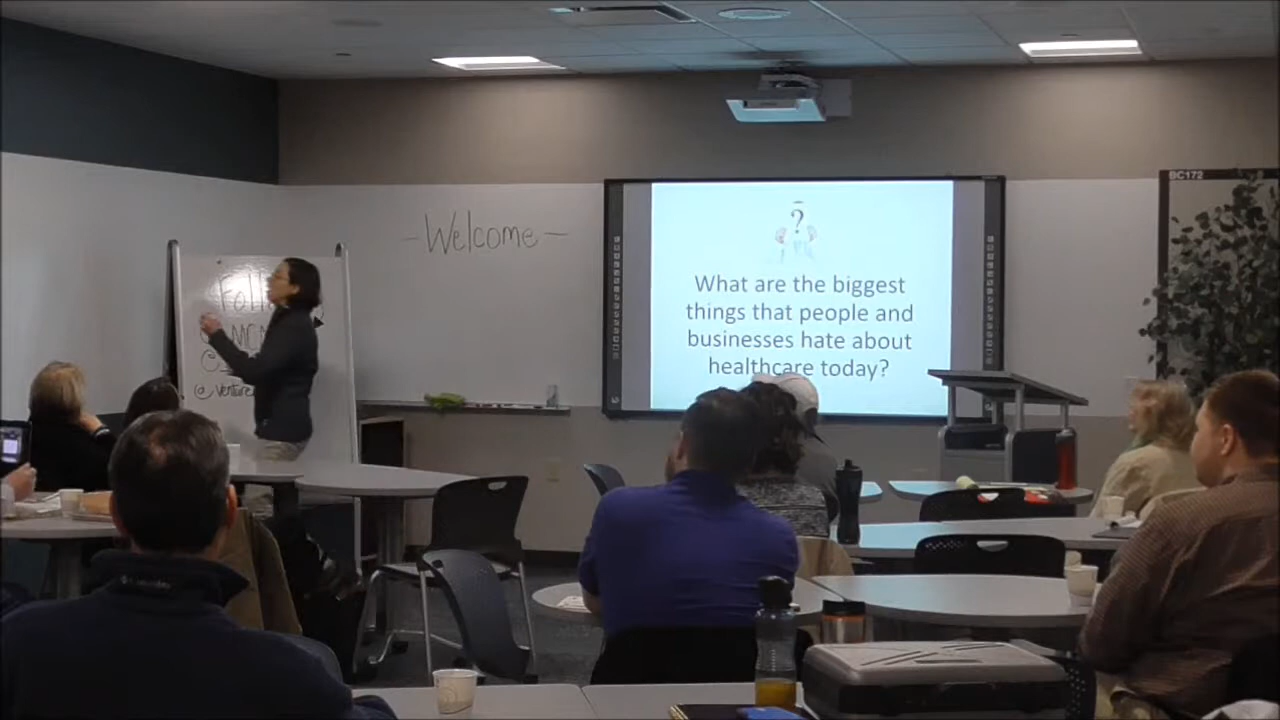 - Welcome -
?
What are the biggest
things that people and
businesses hate about
healthcare today?
BC172